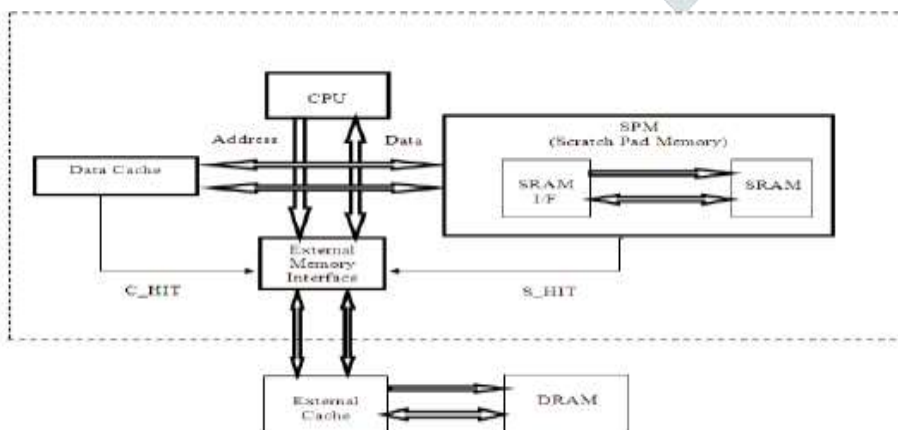 CPU
SPM
(Scratch Pad Memory)
Address
Data
Data Cache
SRAM
I/F
SRAM
External
Memory
Interface
C_HIT
S_HIT
External
Cache
DRAM